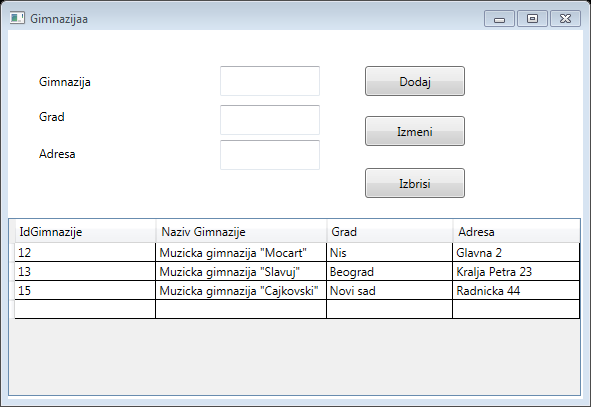 Gimnazijaa
Gimnazija
Dodaj
Grad
Izmeni
Adresa
Izbrisi
IdGimnazije Naziv Gimnazije Grad Adresa
12 Muzicka gimnazija "Mocart" Nis Glavna 2
13 Muzicka gimnazija "Slavuj" Beograd Kralja Petra 23
15 Muzicka gimnazija "Cajkovski" Novi sad Radnicka 44